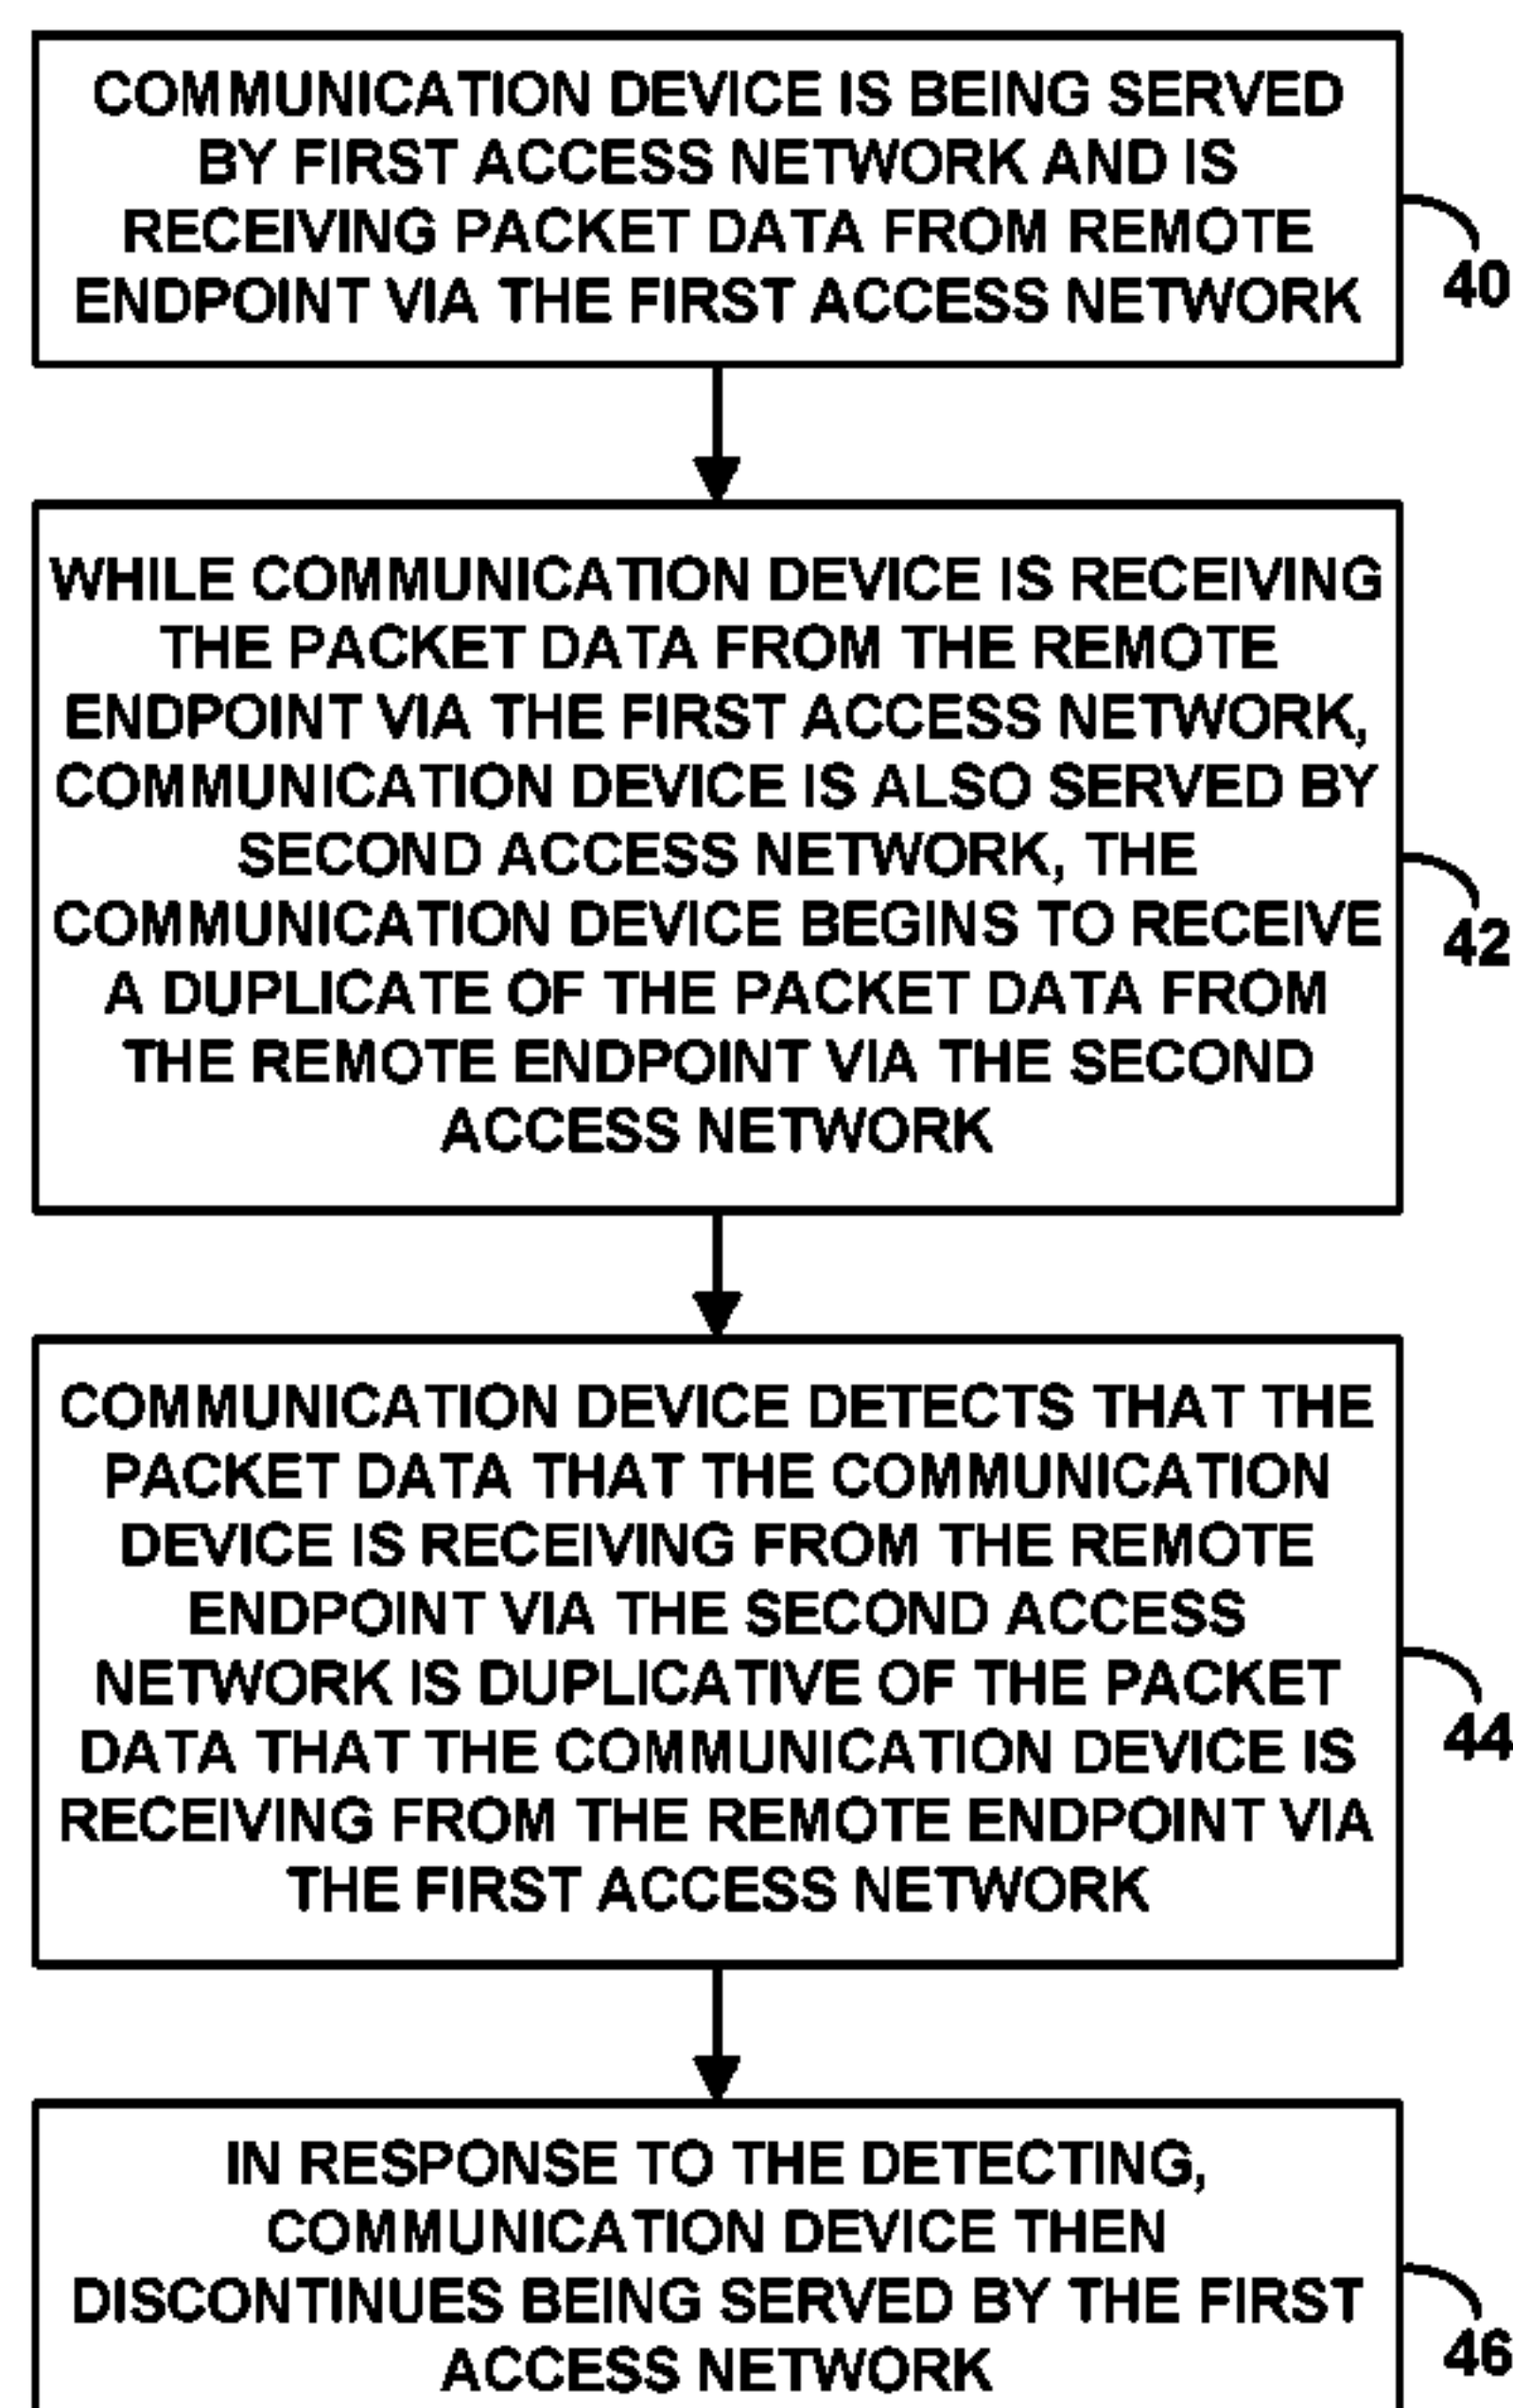 COMMUNICATION DEVICE IS BEING SERVED
BY FIRST ACCESS NETWORK AND IS
RECEIVING PACKET DATA FROM REMOTE
ENDPOINT VIA THE FIRST ACCESS NETWORK
40
WHILE COMMUNICATION DEVICE IS RECEIVING
THE PACKET DATA FROM THE REMOTE
ENDPOINT VIA THE FIRST ACCESS NETWORK,
COMMUNICATION DEVICE IS ALSO SERVED BY
SECOND ACCESS NETWORK, THE
COMMUNICATION DEVICE BEGINS TO RECEIVE
A DUPLICATE OF THE PACKET DATA FROM
THE REMOTE ENDPOINT VIA THE SECOND
ACCESS NETWORK
42
COMMUNICATION DEVICE DETECTS THAT THE
PACKET DATA THAT THE COMMUNICATION
DEVICE IS RECEIVING FROM THE REMOTE
ENDPOINT VIA THE SECOND ACCESS
NETWORK IS DUPLICATIVE OF THE PACKET
DATA THAT THE COMMUNICATION DEVICE IS
RECEIVING FROM THE REMOTE ENDPOINT VIA
THE FIRST ACCESS NETWORK
44
IN RESPONSE TO THE DETECTING,
COMMUNICATION DEVICE THEN
DISCONTINUES BEING SERVED BY THE FIRST
ACCESS NETWORK
46